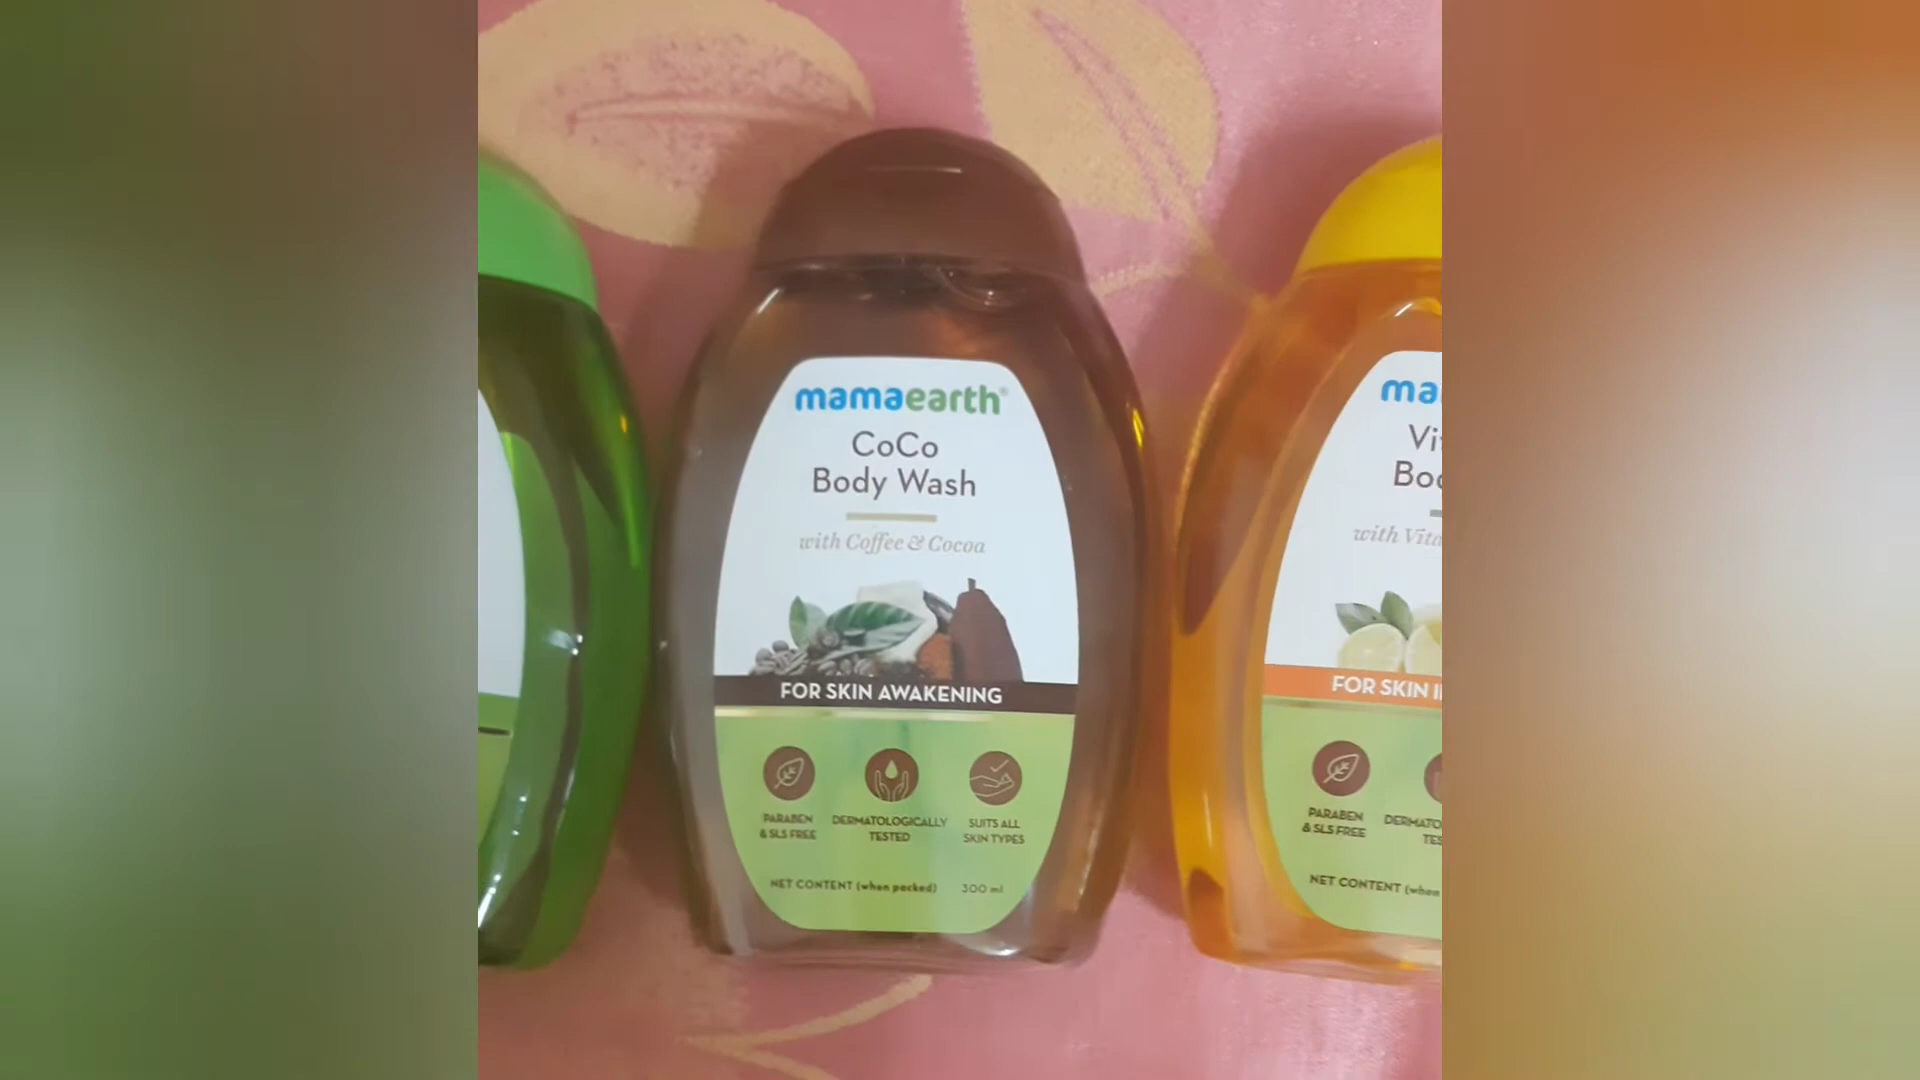 mamaearth®
CoCo
Body Wash
with Coffee & Cocoa
FOR SKIN AWAKENING
PARABEN
& SLS FREE
DERMATOLOGICALLY
TESTED
SUITS ALL
SKIN TYPES
NET CONTENT (when packed) 300 ml
ma
Vi
Bo
with Vita
FOR SKIN I
PARABEN
& SLS FREE
DERMATO
TES
NET CONTENT (when